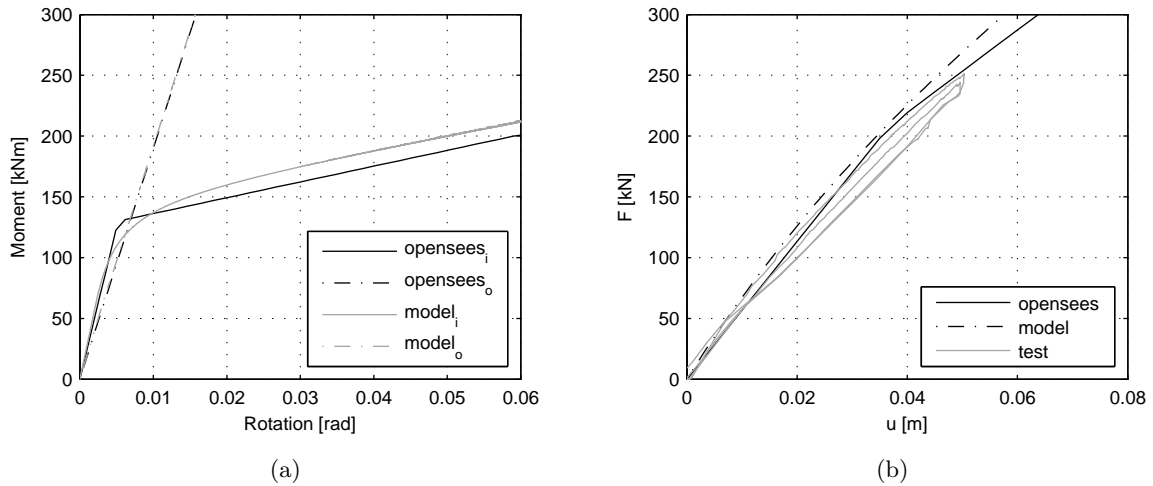 300
250
200
150
100
50
0
Moment [kNm]
0 0.01 0.02 0.03 0.04 0.05 0.06
Rotation [rad]
opensees_i
opensees_o
model_i
model_o
(a)
300
250
200
150
100
50
0
F [kN]
0 0.02 0.04 0.06 0.08
u [m]
opensees
model
test
(b)